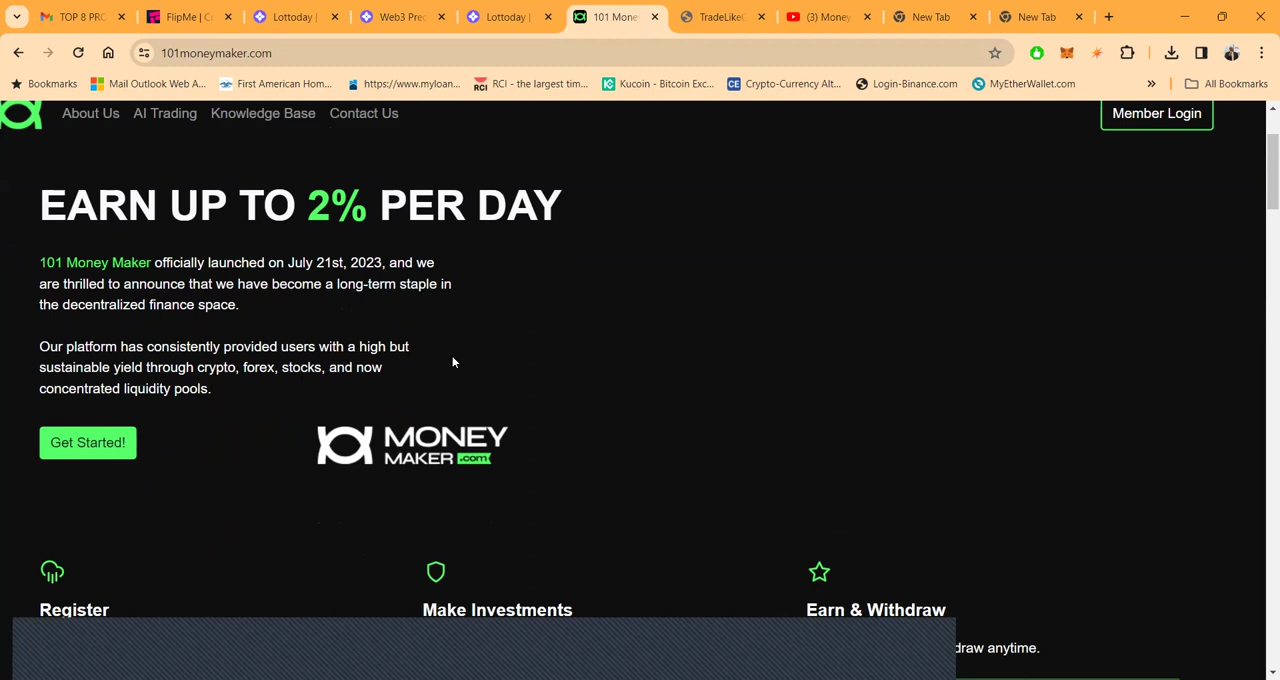 TOP 8 PRO
FlipMe | C
Lottoday |
Web3 Pre
Lottoday |
101 Mone
TradeLikeC
(3) Money
New Tab
New Tab
101moneymaker.com
Bookmarks
Mail Outlook Web A...
First American Hom...
https://www.myloan...
RCI - the largest tim...
Kucoin - Bitcoin Exc...
Crypto-Currency Alt...
Login-Binance.com
MyEtherWallet.com
All Bookmarks
About Us
AI Trading
Knowledge Base
Contact Us
Member Login
EARN UP TO 2% PER DAY
101 Money Maker officially launched on July 21st, 2023, and we
are thrilled to announce that we have become a long-term staple in
the decentralized finance space.
Our platform has consistently provided users with a high but
sustainable yield through crypto, forex, stocks, and now
concentrated liquidity pools.
Get Started!
MONEY
MAKER .com
Register
Make Investments
Earn & Withdraw
draw anytime.